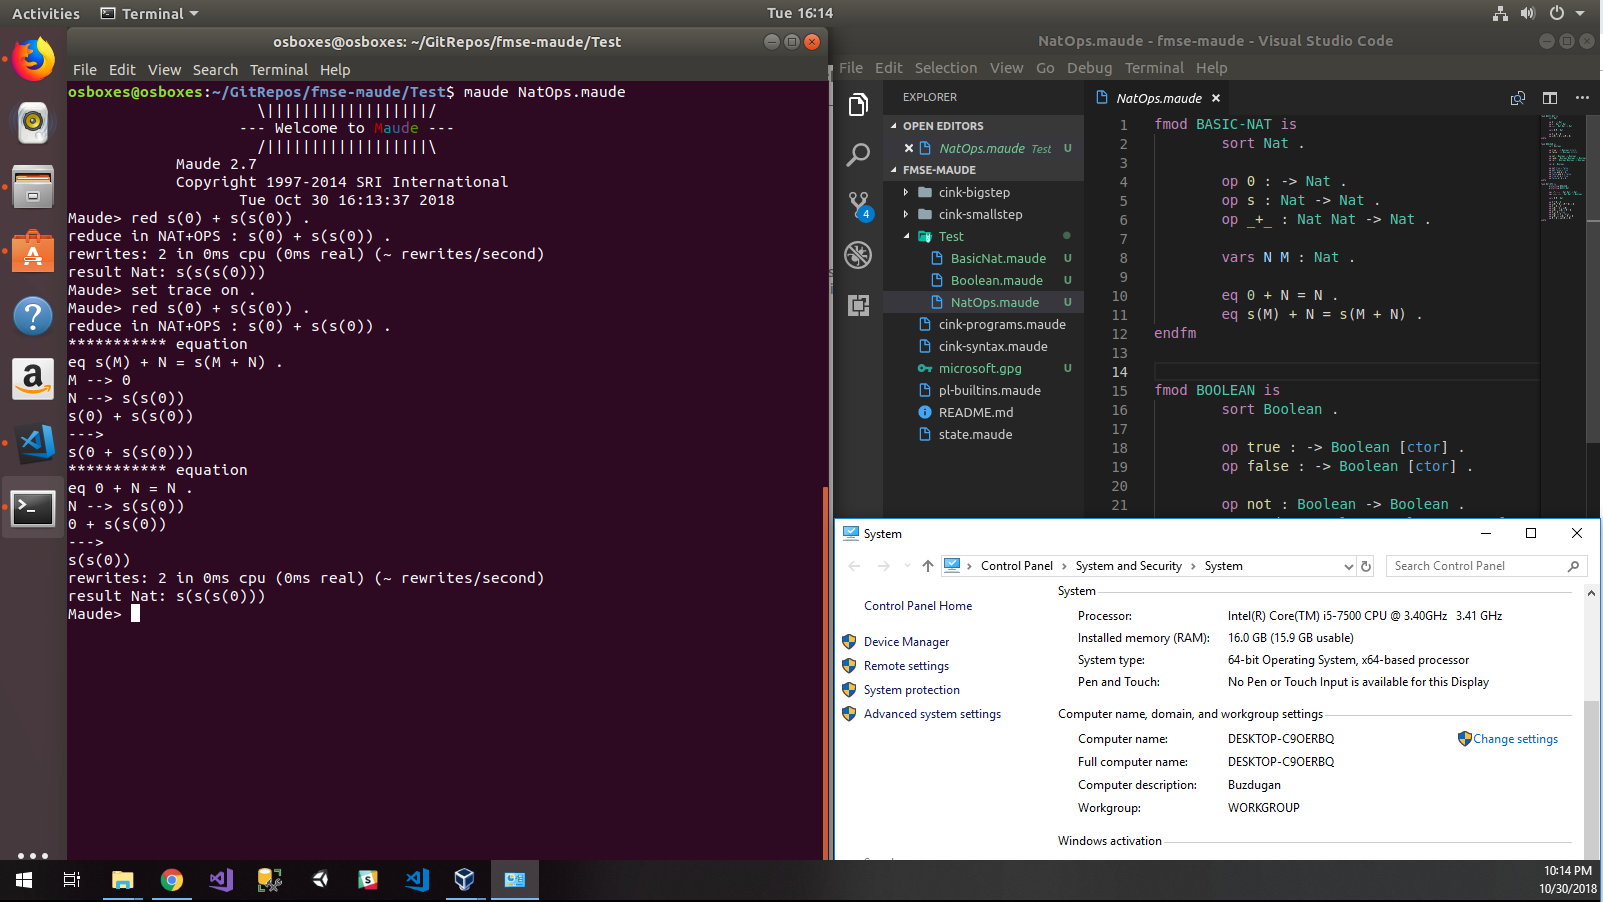 Activities Terminal Tue 16:14
osboxes@osboxes: ~/GitRepos/fmse-maude/Test
File Edit View Search Terminal Help
osboxes@osboxes:~/GitRepos/fmse-maude/Test$ maude NatOps.maude
\||||||||||||||||||/
--- Welcome to Maude ---
/||||||||||||||||||\
Maude 2.7
Copyright 1997-2014 SRI International
Tue Oct 30 16:13:37 2018
Maude> red s(0) + s(s(0)) .
reduce in NAT+OPS : s(0) + s(s(0)) .
rewrites: 2 in 0ms cpu (0ms real) (~ rewrites/second)
result Nat: s(s(s(0)))
Maude> set trace on .
Maude> red s(0) + s(s(0)) .
reduce in NAT+OPS : s(0) + s(s(0)) .
*********** equation
eq s(M) + N = s(M + N) .
M --> 0
N --> s(s(0))
s(0) + s(s(0))
--->
s(0 + s(s(0)))
*********** equation
eq 0 + N = N .
N --> s(s(0))
0 + s(s(0))
--->
s(s(0))
rewrites: 2 in 0ms cpu (0ms real) (~ rewrites/second)
result Nat: s(s(s(0)))
Maude>
NatOps.maude - fmse-maude - Visual Studio Code
File Edit Selection View Go Debug Terminal Help
EXPLORER
OPEN EDITORS
NatOps.maude Test U
FMSE-MAUDE
cink-bigstep
cink-smallstep
4
Test
BasicNat.maude U
Boolean.maude U
NatOps.maude U
cink-programs.maude
cink-syntax.maude
microsoft.gpg U
pl-builtins.maude
README.md
state.maude
NatOps.maude
1 fmod BASIC-NAT is
2 sort Nat .
3
4 op 0 : -> Nat .
5 op s : Nat -> Nat .
6 op _+_ : Nat Nat -> Nat .
7
8 vars N M : Nat .
9
10 eq 0 + N = N .
11 eq s(M) + N = s(M + N) .
12 endfm
13
14
15 fmod BOOLEAN is
16 sort Boolean .
17
18 op true : -> Boolean [ctor] .
19 op false : -> Boolean [ctor] .
20
21 op not : Boolean -> Boolean .
System
Control Panel System and Security System
Search Control Panel
Control Panel Home
Device Manager
Remote settings
System protection
Advanced system settings
System
Processor: Intel(R) Core(TM) i5-7500 CPU @ 3.40GHz 3.41 GHz
Installed memory (RAM): 16.0 GB (15.9 GB usable)
System type: 64-bit Operating System, x64-based processor
Pen and Touch: No Pen or Touch Input is available for this Display
Computer name, domain, and workgroup settings
Computer name: DESKTOP-C9OERBQ Change settings
Full computer name: DESKTOP-C9OERBQ
Computer description: Buzdugan
Workgroup: WORKGROUP
Windows activation
10:14 PM
10/30/2018